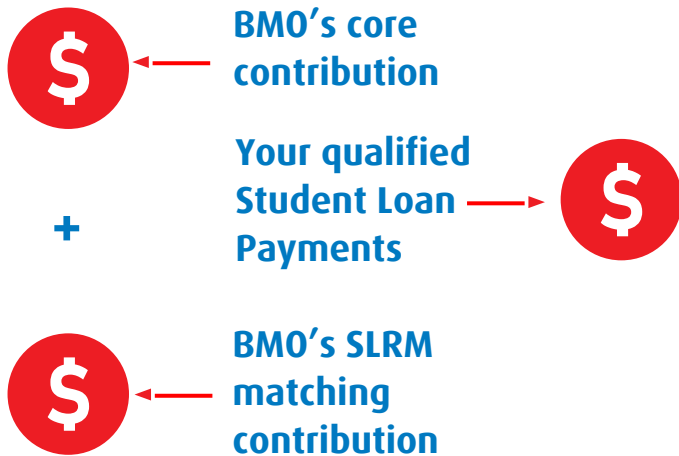 $
BMO's core
contribution
Your qualified
Student Loan
Payments
$
+
$
BMO's SLRM
matching
contribution